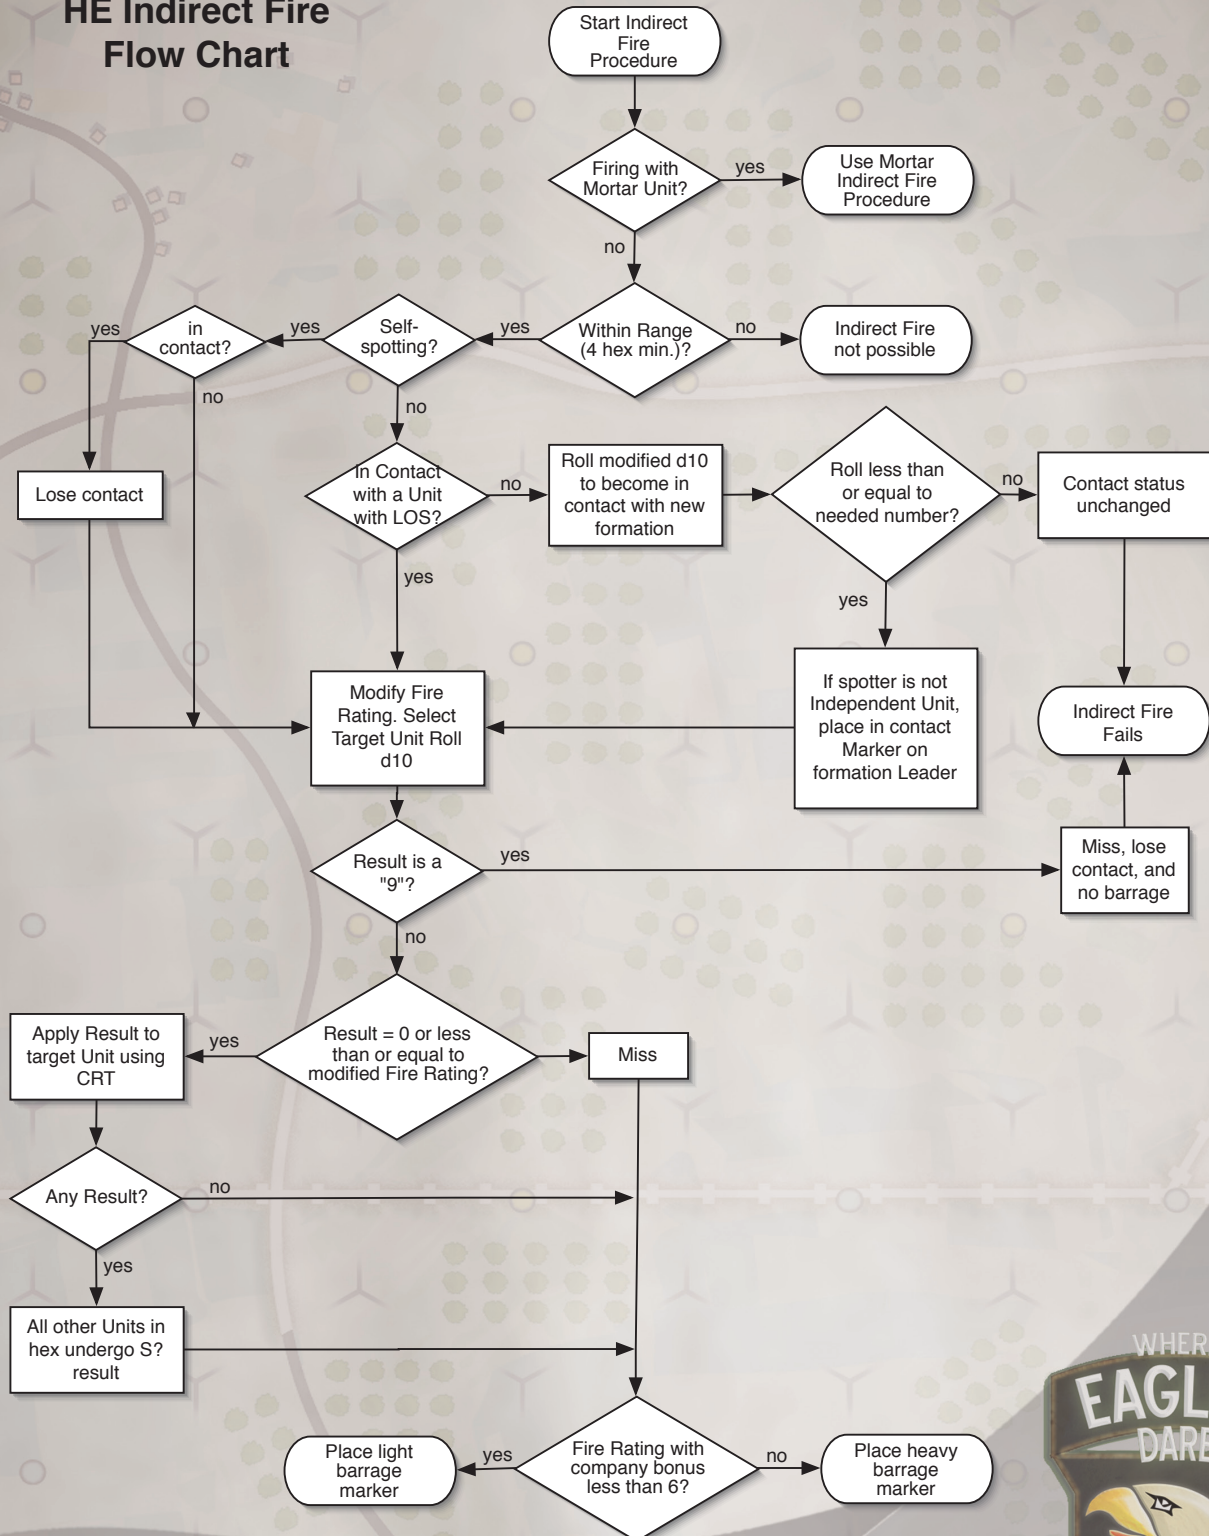 HE Indirect Fire
Flow Chart
Start Indirect
Fire
Procedure
Firing with
Mortar Unit?
yes
Use Mortar
Indirect Fire
Procedure
no
yes
in
contact?
yes
Self-
spotting?
yes
Within Range
(4 hex min.)?
no
Indirect Fire
not possible
no
no
Lose contact
In Contact
with a Unit
with LOS?
no
Roll modified d10
to become in
contact with new
formation
Roll less than
or equal to
needed number?
no
Contact status
unchanged
yes
yes
Modify Fire
Rating. Select
Target Unit Roll
d10
If spotter is not
Independent Unit,
place in contact
Marker on
formation Leader
Indirect Fire
Fails
Result is a
"9"?
yes
Miss, lose
contact, and
no barrage
no
Apply Result to
target Unit using
CRT
yes
Result = 0 or less
than or equal to
modified Fire Rating?
Miss
Any Result?
no
yes
All other Units in
hex undergo S?
result
Place light
barrage
marker
yes
Fire Rating with
company bonus
less than 6?
no
Place heavy
barrage
marker
WHER
EAGL
DARE